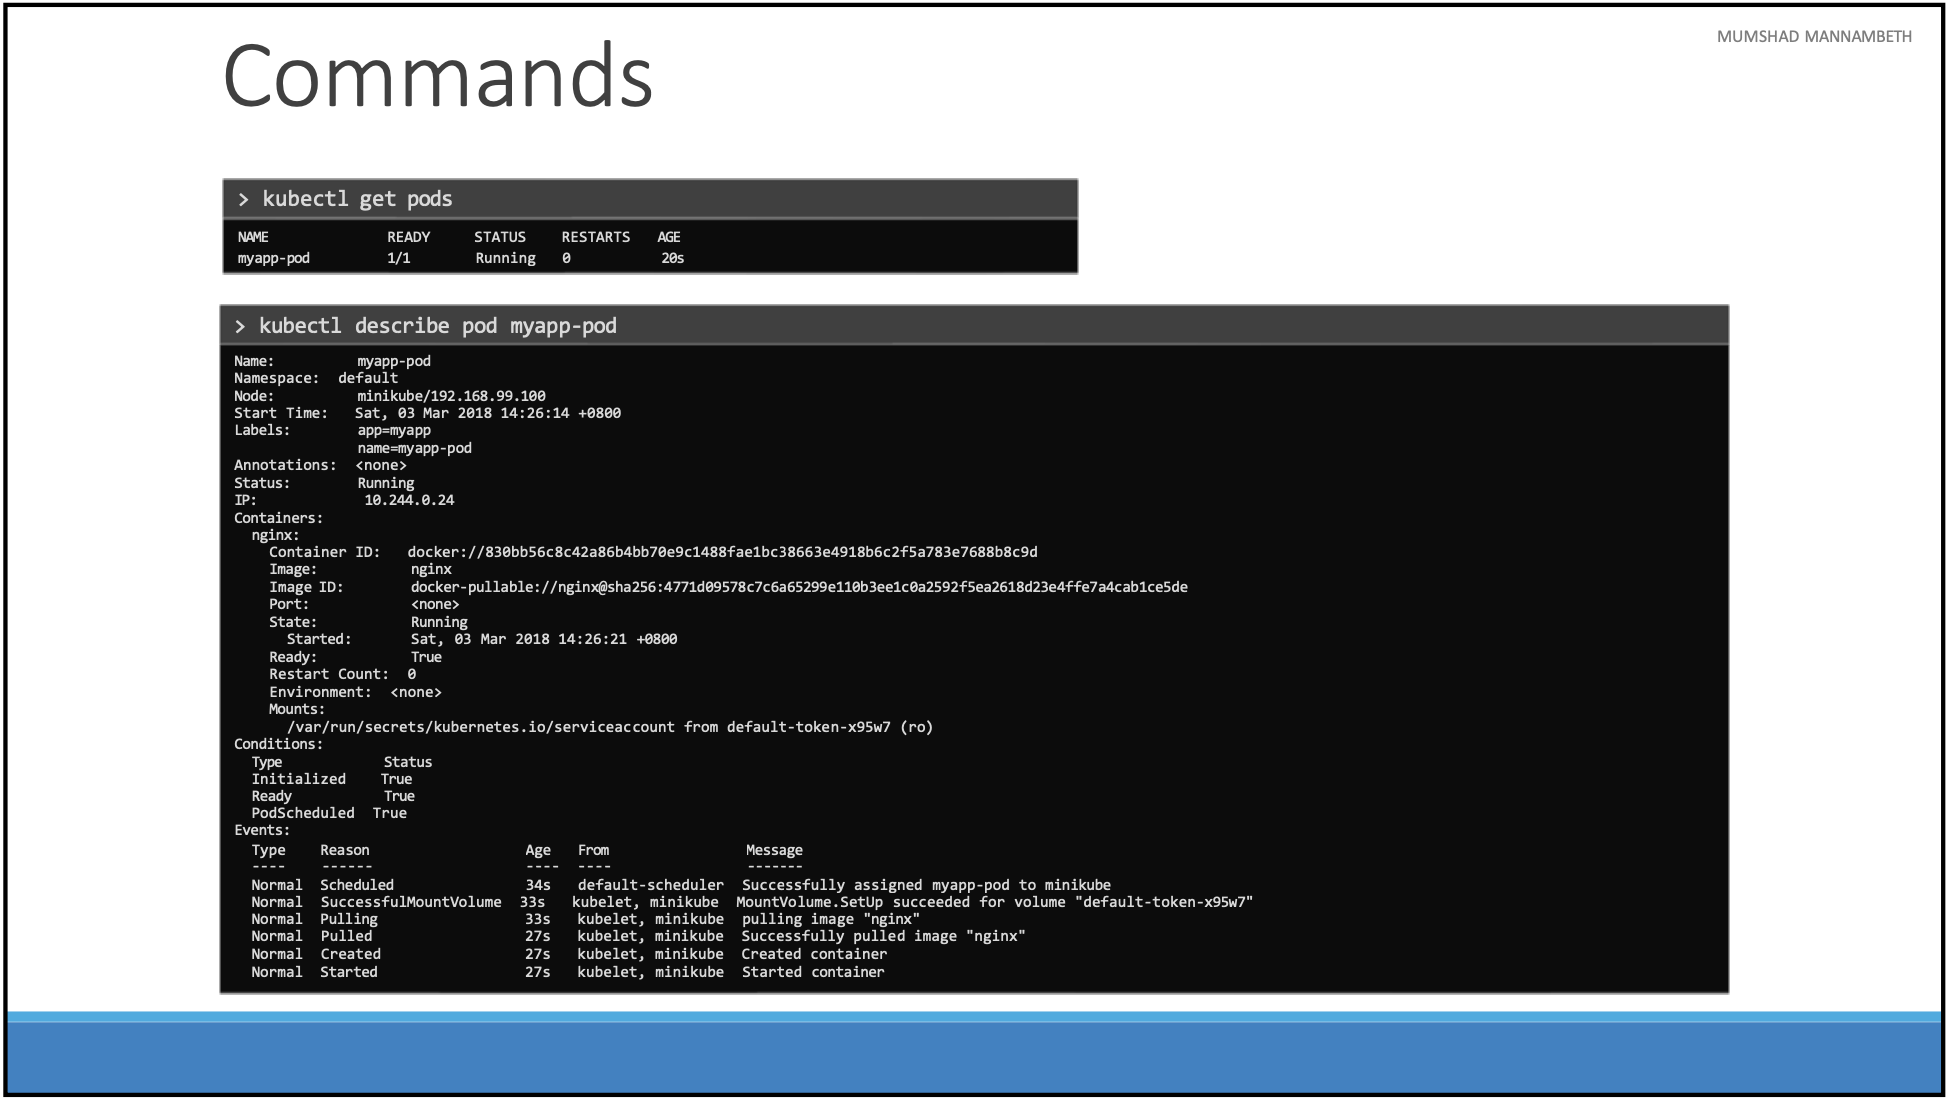 MUMSHAD MANNAMBETH
Commands
> kubectl get pods
NAME READY STATUS RESTARTS AGE
myapp-pod 1/1 Running 0 20s
> kubectl describe pod myapp-pod
Name: myapp-pod
Namespace: default
Node: minikube/192.168.99.100
Start Time: Sat, 03 Mar 2018 14:26:14 +0800
Labels: app=myapp
name=myapp-pod
Annotations: <none>
Status: Running
IP: 10.244.0.24
Containers:
nginx:
Container ID: docker://830bb56c8c42a86b4bb70e9c1488fae1bc38663e4918b6c2f5a783e7688b8c9d
Image: nginx
Image ID: docker-pullable://nginx@sha256:4771d09578c7c6a65299e110b3ee1c0a2592f5ea2618d23e4ffe7a4cab1ce5de
Port: <none>
State: Running
Started: Sat, 03 Mar 2018 14:26:21 +0800
Ready: True
Restart Count: 0
Environment: <none>
Mounts:
/var/run/secrets/kubernetes.io/serviceaccount from default-token-x95w7 (ro)
Conditions:
Type Status
Initialized True
Ready True
PodScheduled True
Events:
Type Reason Age From Message
---- ------ ---- ---- -------
Normal Scheduled 34s default-scheduler Successfully assigned myapp-pod to minikube
Normal SuccessfulMountVolume 33s kubelet, minikube MountVolume.SetUp succeeded for volume "default-token-x95w7"
Normal Pulling 33s kubelet, minikube pulling image "nginx"
Normal Pulled 27s kubelet, minikube Successfully pulled image "nginx"
Normal Created 27s kubelet, minikube Created container
Normal Started 27s kubelet, minikube Started container